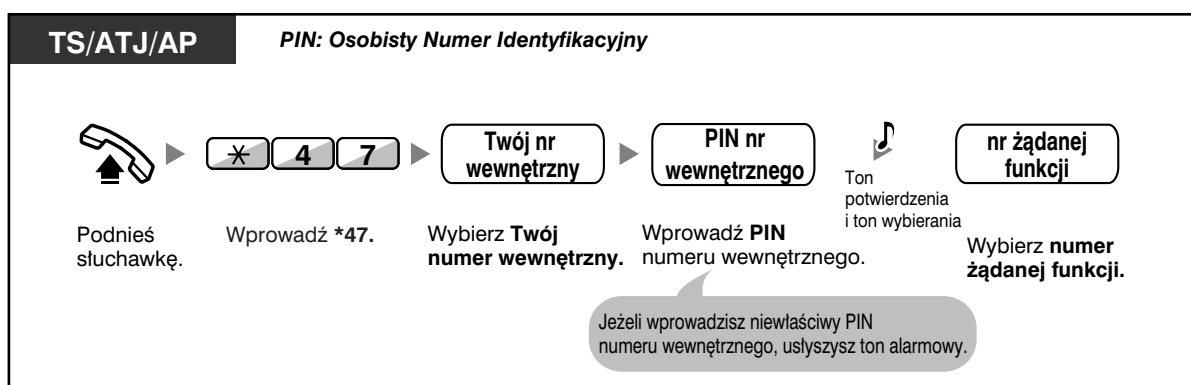 TS/ATJ/AP
PIN: Osobisty Numer Identyfikacyjny
Podnieś
słuchawkę.
* 4 7
Wprowadź *47.
Twój nr
wewnętrzny
Wybierz Twój
numer wewnętrzny.
PIN nr
wewnętrznego
Wprowadź PIN
numeru wewnętrznego.
Jeżeli wprowadzisz niewłaściwy PIN
numeru wewnętrznego, usłyszysz ton alarmowy.
Ton
potwierdzenia
i ton wybierania
nr żądanej
funkcji
Wybierz numer
żądanej funkcji.